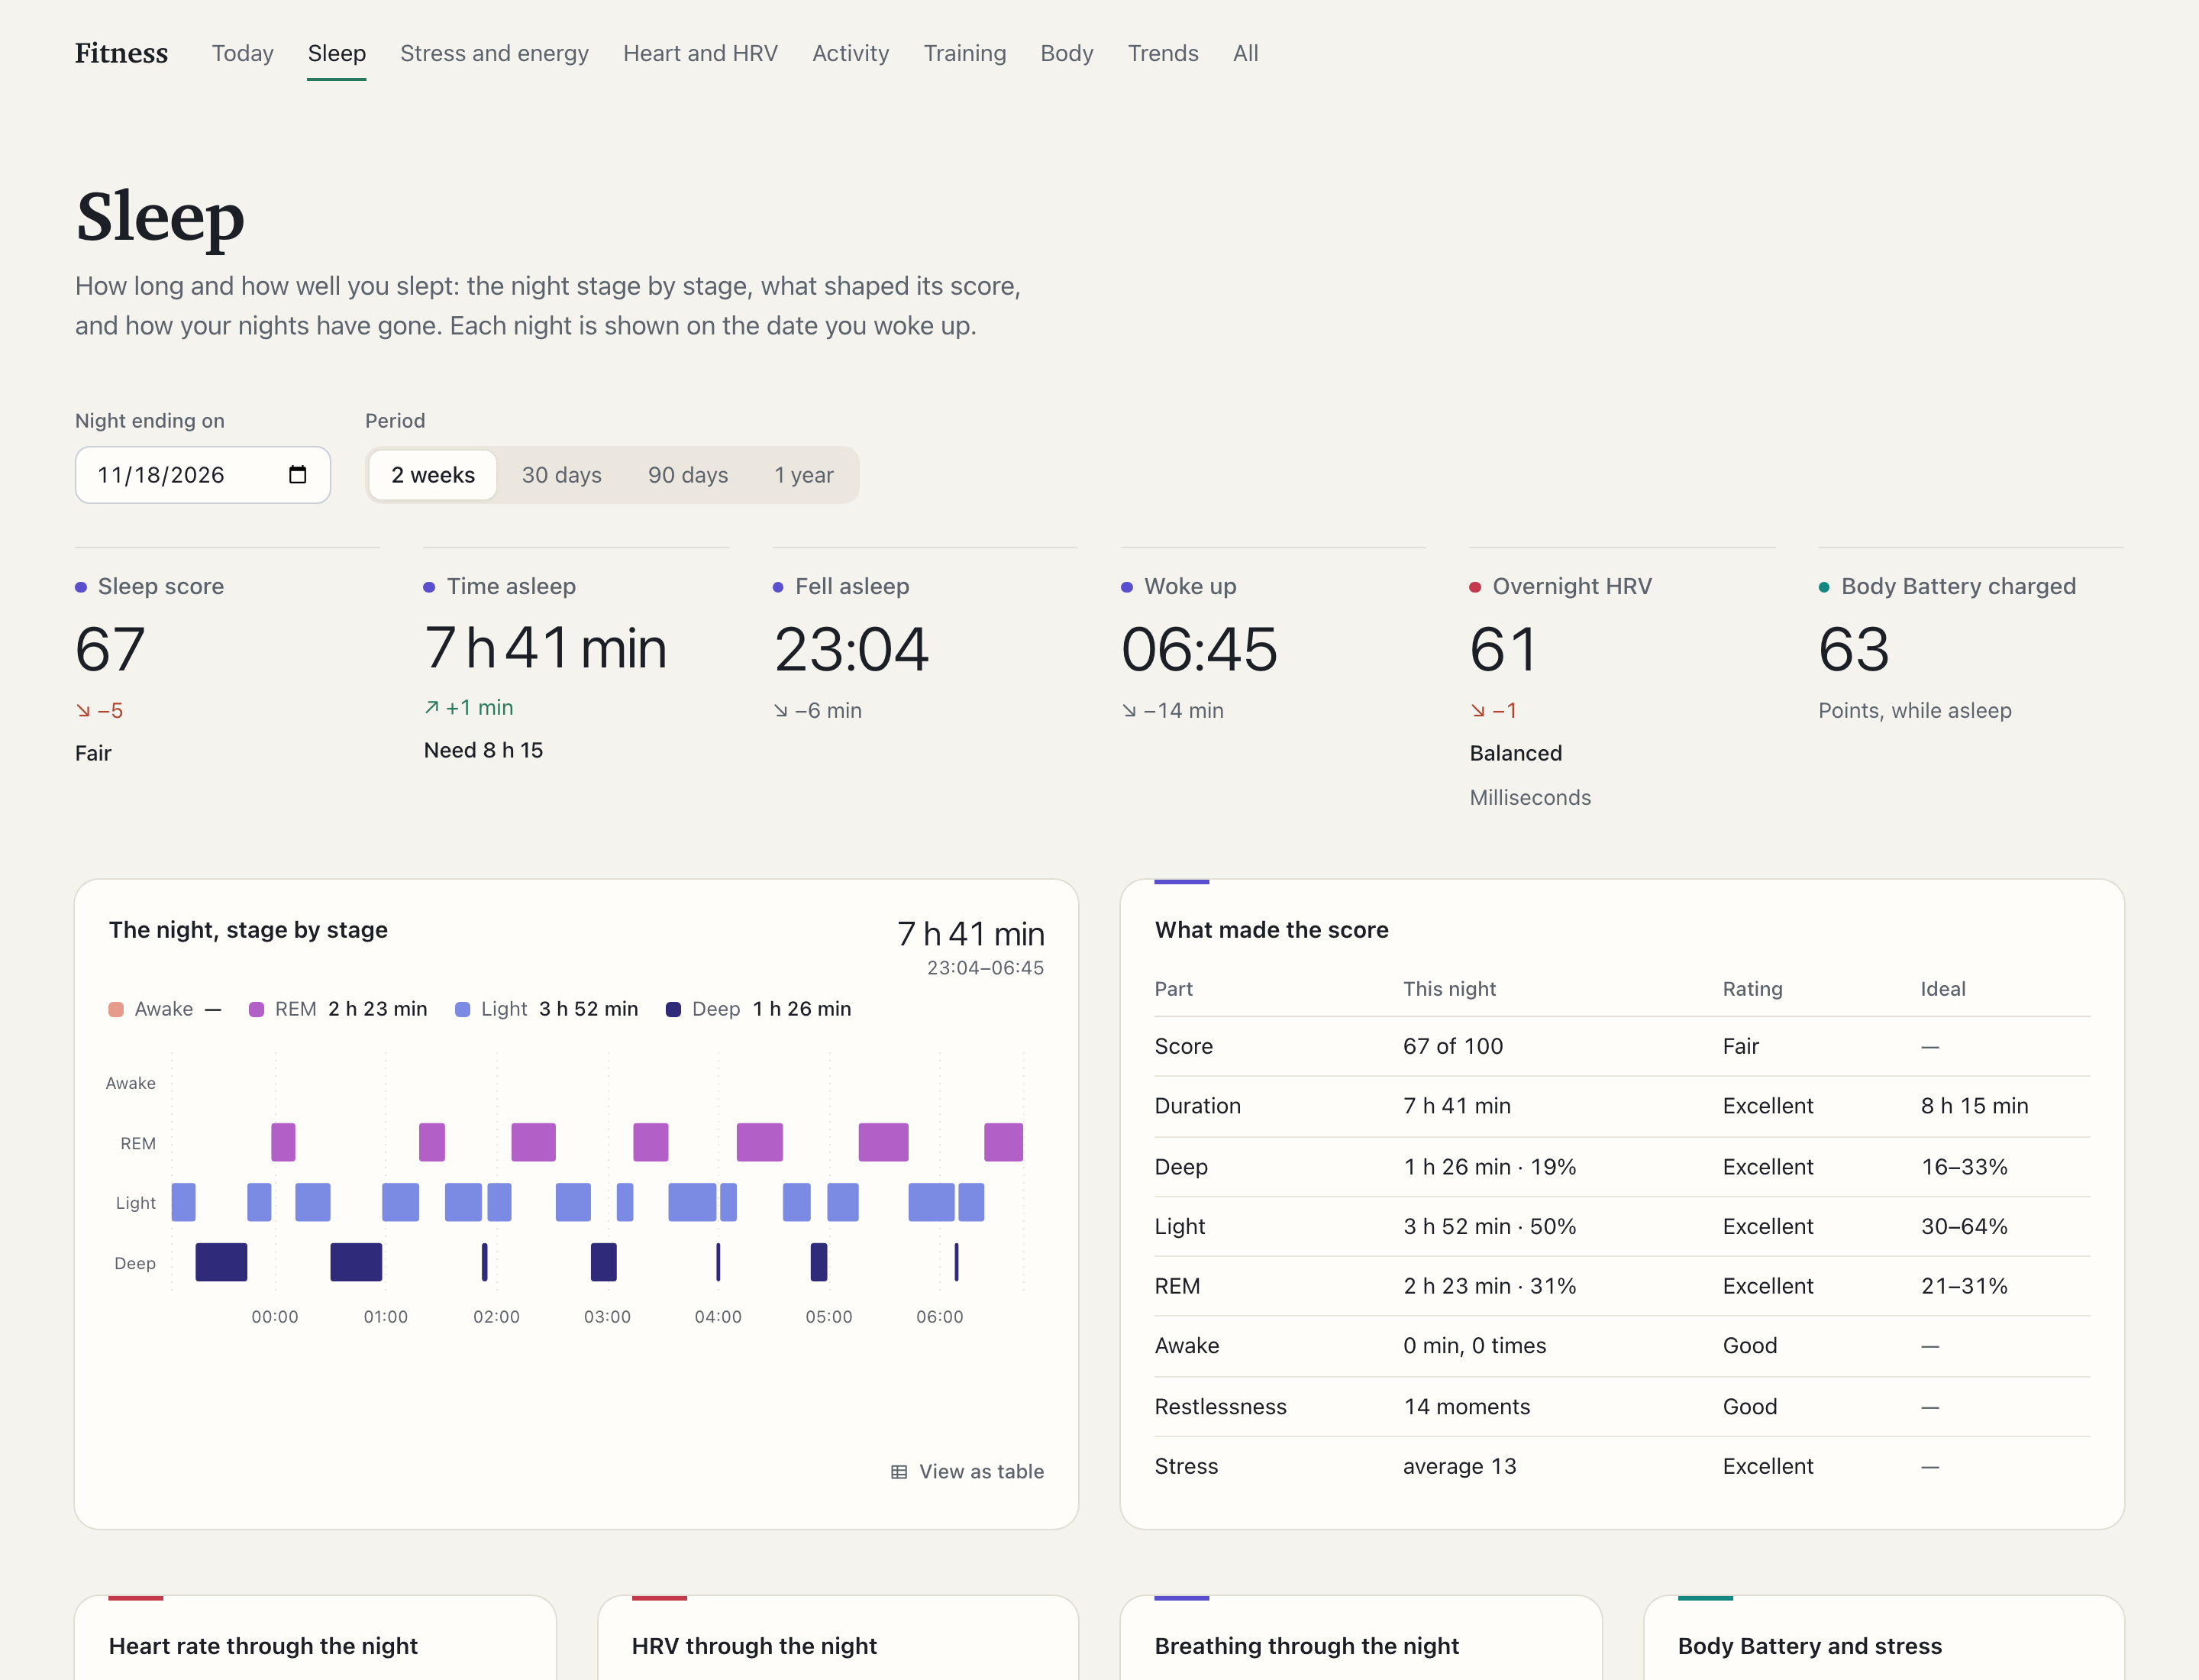 Fitness Today Sleep Stress and energy Heart and HRV Activity Training Body Trends All
Sleep
How long and how well you slept: the night stage by stage, what shaped its score,
and how your nights have gone. Each night is shown on the date you woke up.
Night ending on Period
11/18/2026 2 weeks 30 days 90 days 1 year
Sleep score
67
↘ −5
Fair
Time asleep
7 h 41 min
↗ +1 min
Need 8 h 15
Fell asleep
23:04
↘ −6 min
Woke up
06:45
↘ −14 min
Overnight HRV
61
↘ −1
Balanced
Milliseconds
Body Battery charged
63
Points, while asleep
The night, stage by stage
7 h 41 min
23:04–06:45
Awake — REM 2 h 23 min Light 3 h 52 min Deep 1 h 26 min
Awake
REM
Light
Deep
00:00 01:00 02:00 03:00 04:00 05:00 06:00
View as table
What made the score
Part This night Rating Ideal
Score 67 of 100 Fair —
Duration 7 h 41 min Excellent 8 h 15 min
Deep 1 h 26 min · 19% Excellent 16–33%
Light 3 h 52 min · 50% Excellent 30–64%
REM 2 h 23 min · 31% Excellent 21–31%
Awake 0 min, 0 times Good —
Restlessness 14 moments Good —
Stress average 13 Excellent —
Heart rate through the night
HRV through the night
Breathing through the night
Body Battery and stress